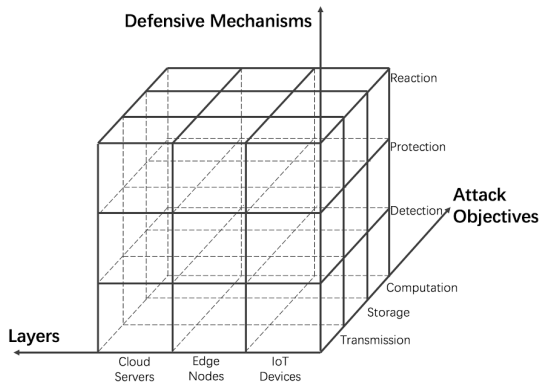 Defensive Mechanisms
Reaction
Protection
Detection
Attack
Objectives
Computation
Storage
Transmission
Layers
Cloud
Servers
Edge
Nodes
IoT
Devices